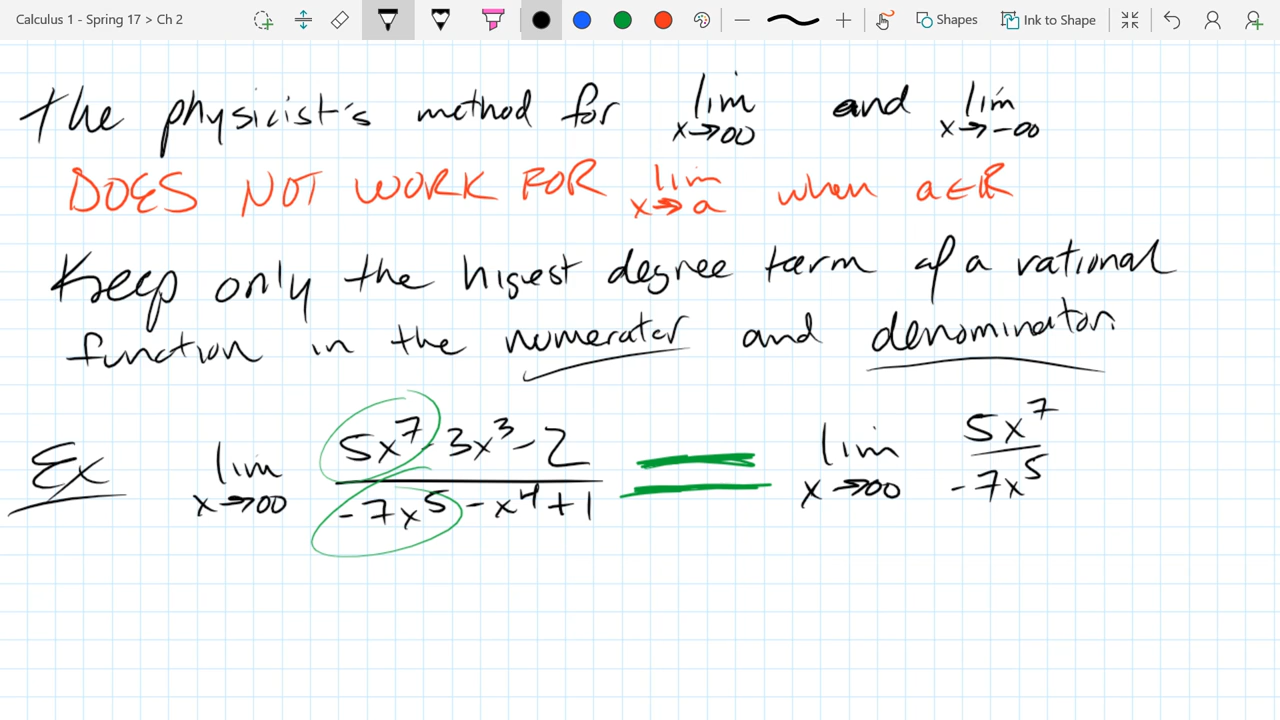 Calculus 1 - Spring 17 > Ch 2
Shapes
Ink to Shape
The physicist's method for lim x→∞ and lim x→-∞
DOES NOT WORK FOR lim x→a when a∈ℝ
Keep only the higest degree term of a rational
function in the numerator and denominator.
Ex lim x→∞ (5x^7 - 3x^3 - 2)/(-7x^5 - x^4 + 1) = lim x→∞ 5x^7/-7x^5